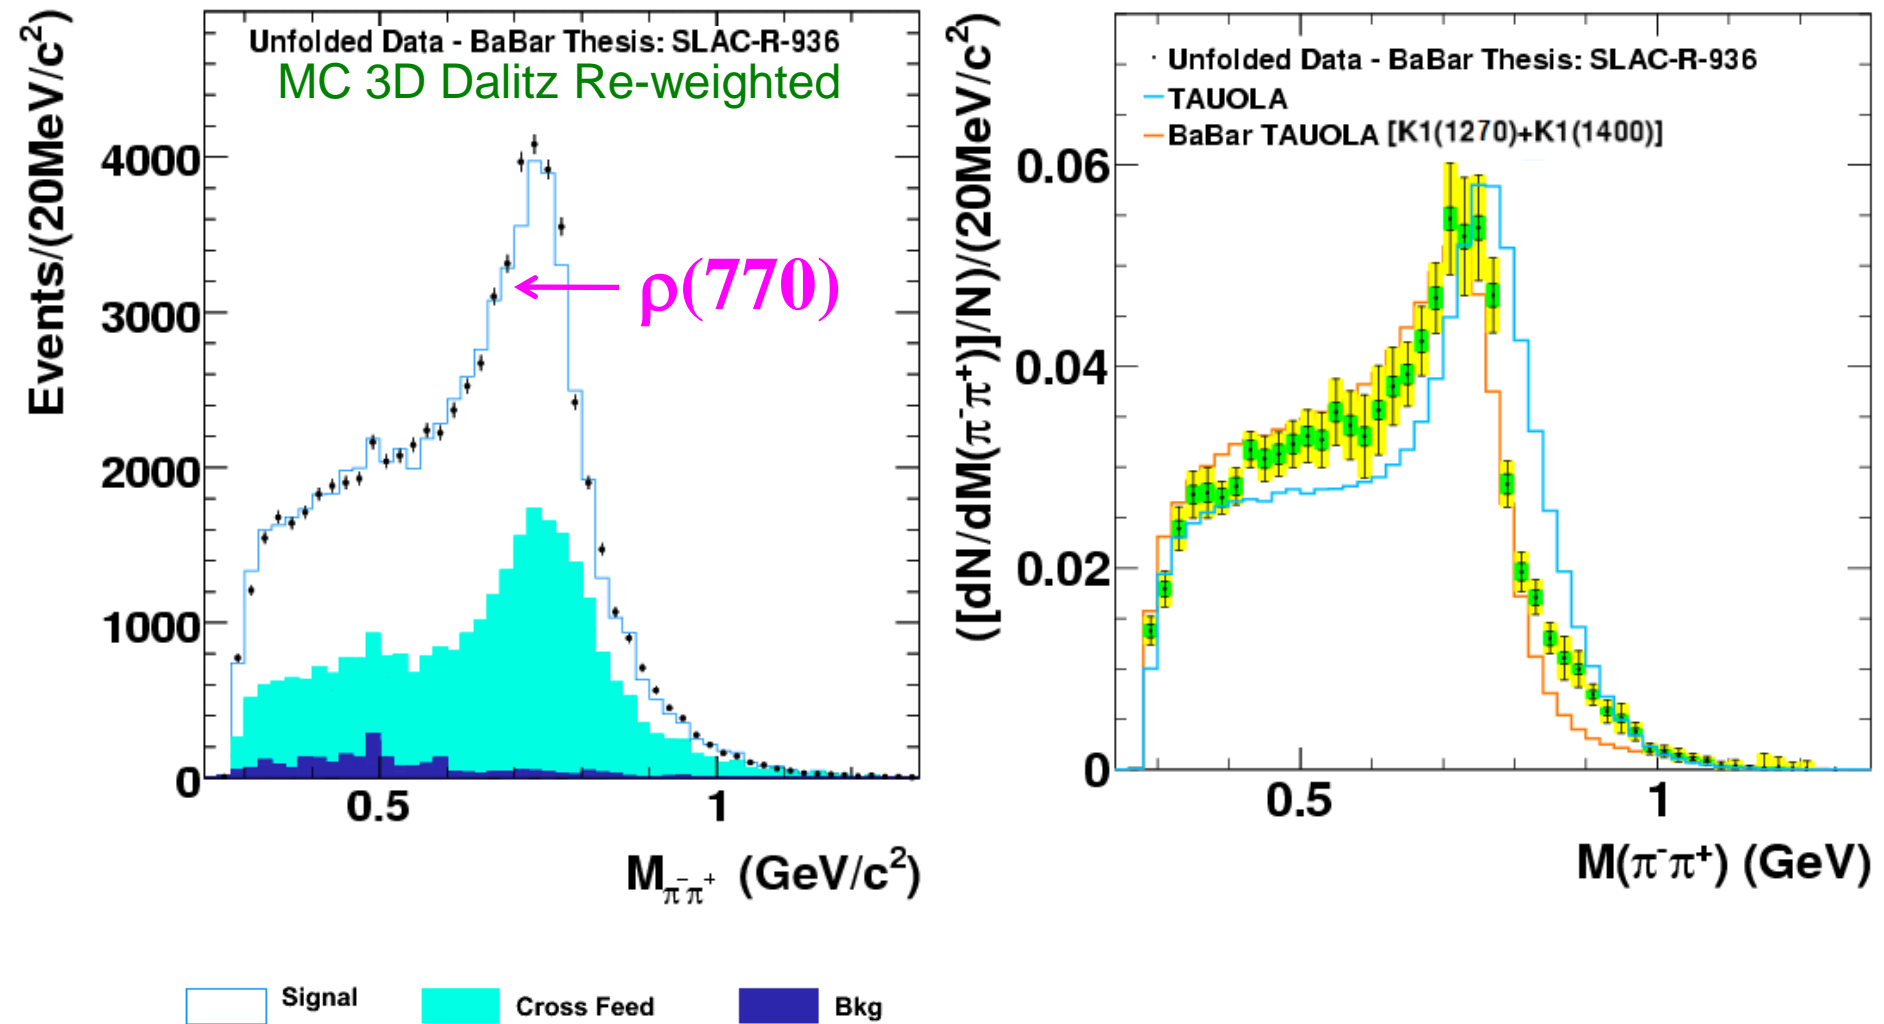 Unfolded Data - BaBar Thesis: SLAC-R-936
MC 3D Dalitz Re-weighted
Events/(20MeV/c²)
4000
3000
2000
1000
0
ρ(770)
0.5
1
M_π⁻π⁺ (GeV/c²)
Signal
Cross Feed
Bkg
· Unfolded Data - BaBar Thesis: SLAC-R-936
TAUOLA
BaBar TAUOLA [K1(1270)+K1(1400)]
([dN/dM(π⁻π⁺)]/N)/(20MeV/c²)
0.06
0.04
0.02
0
0.5
1
M(π⁻π⁺) (GeV)